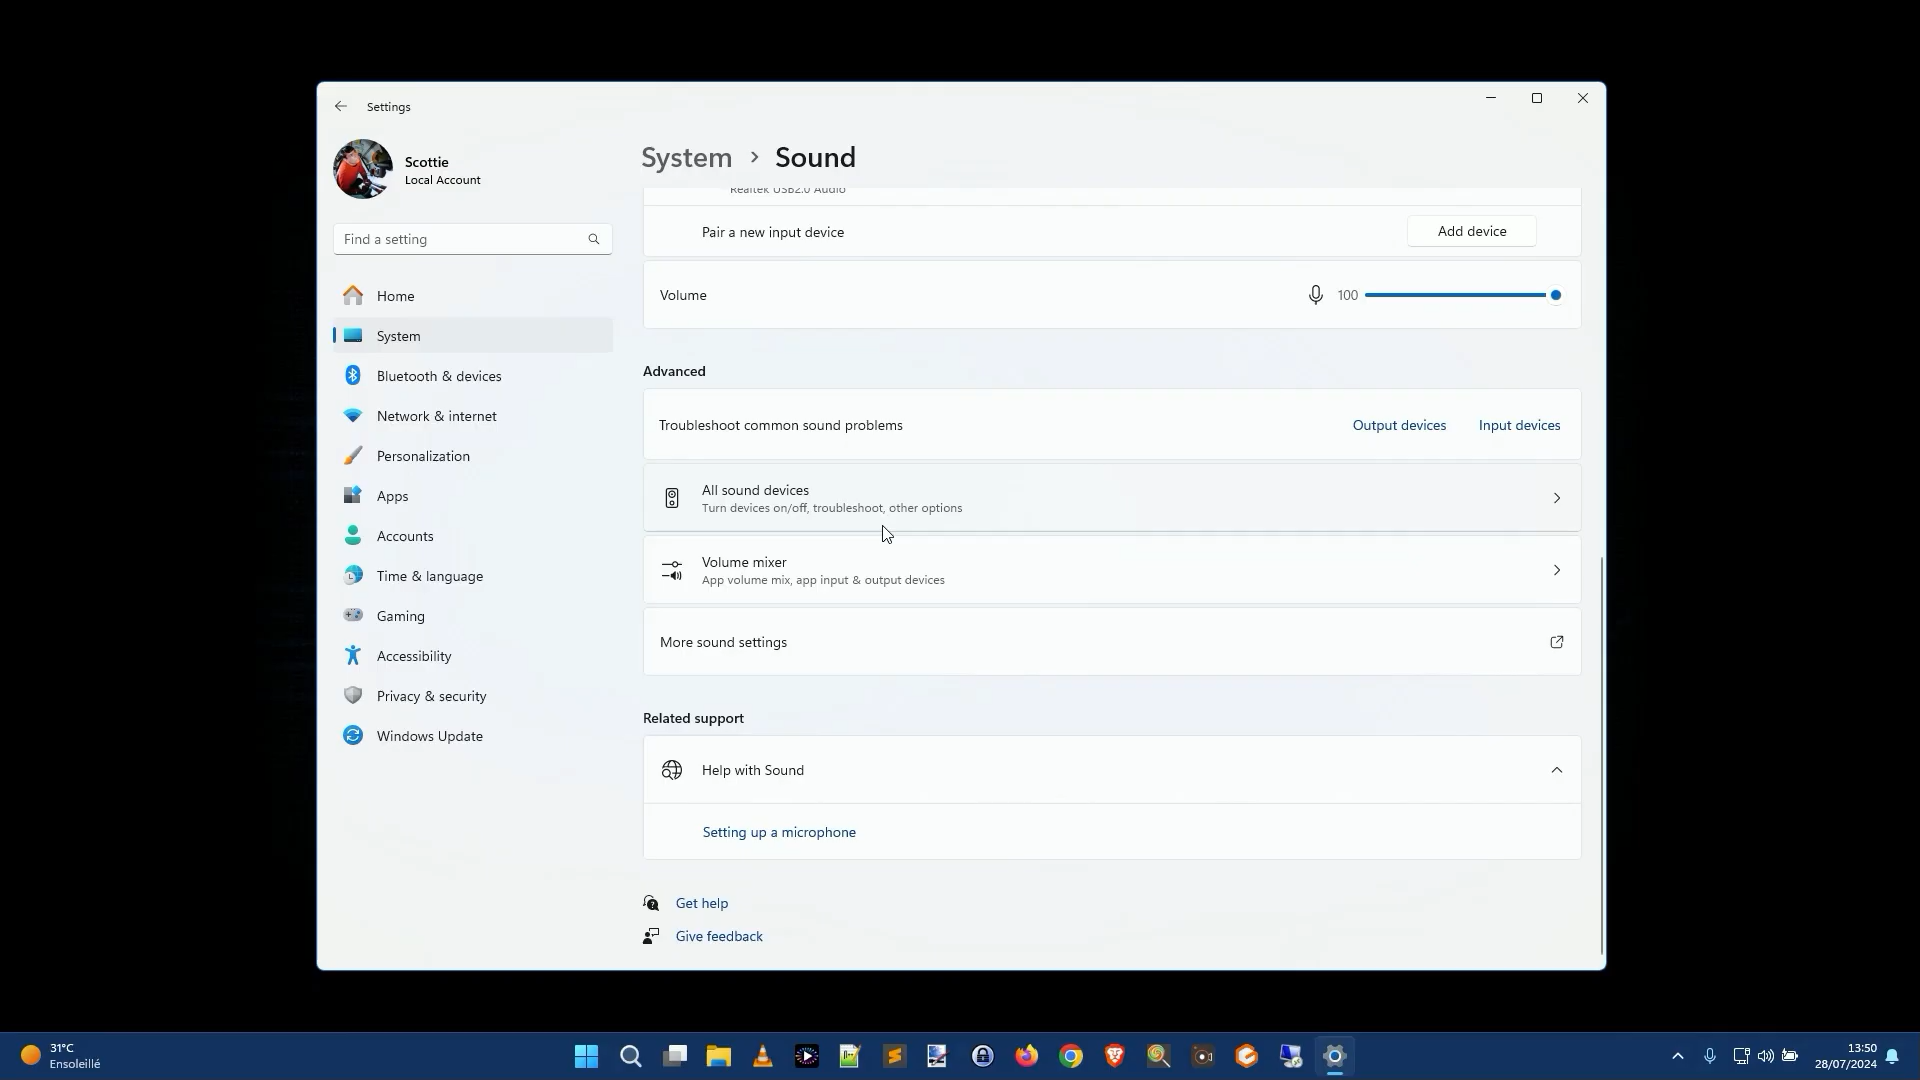 Settings
Scottie
Local Account
Find a setting
Home
System
Bluetooth & devices
Network & internet
Personalization
Apps
Accounts
Time & language
Gaming
Accessibility
Privacy & security
Windows Update
System > Sound
Realtek USB2.0 Audio
Pair a new input device
Add device
Volume
100
Advanced
Troubleshoot common sound problems
Output devices
Input devices
All sound devices
Turn devices on/off, troubleshoot, other options
Volume mixer
App volume mix, app input & output devices
More sound settings
Related support
Help with Sound
Setting up a microphone
Get help
Give feedback
31°C
Ensoleillé
13:50
28/07/2024